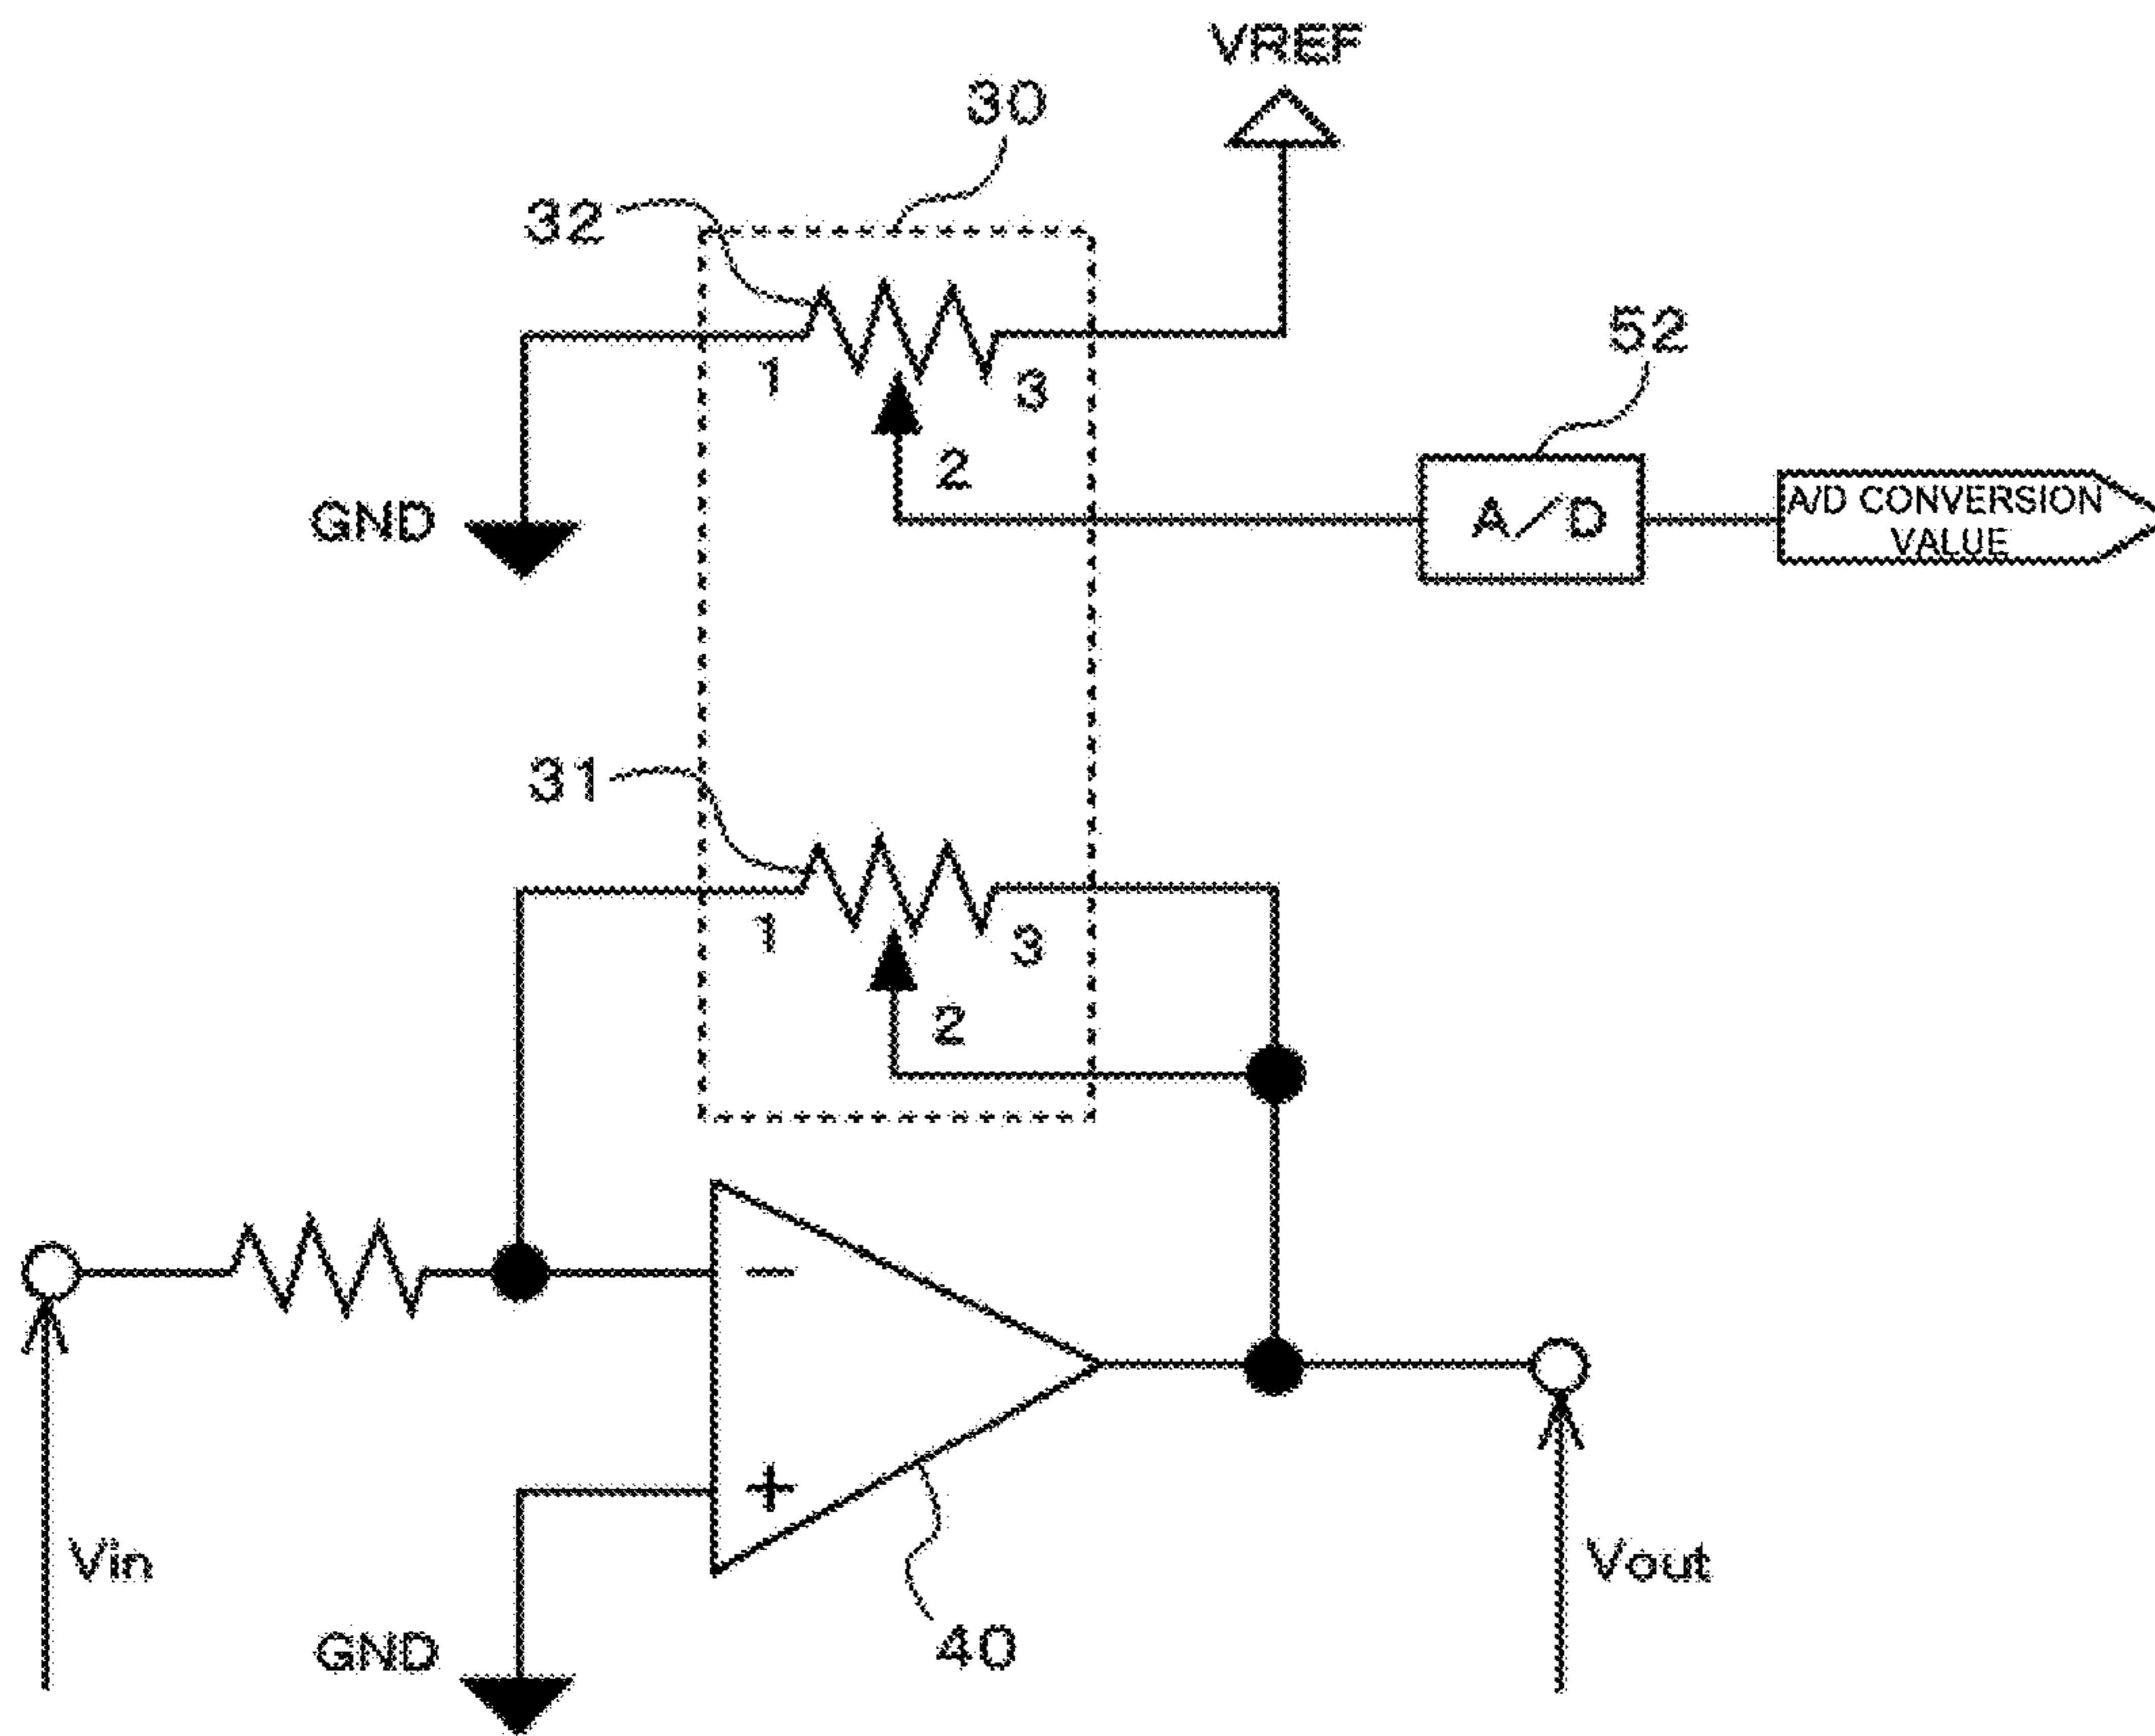 VREF
30
32
52
1
3
2
GND
A/D
A/D CONVERSION
VALUE
31
1
3
2
-
+
Vin
Vout
GND
40